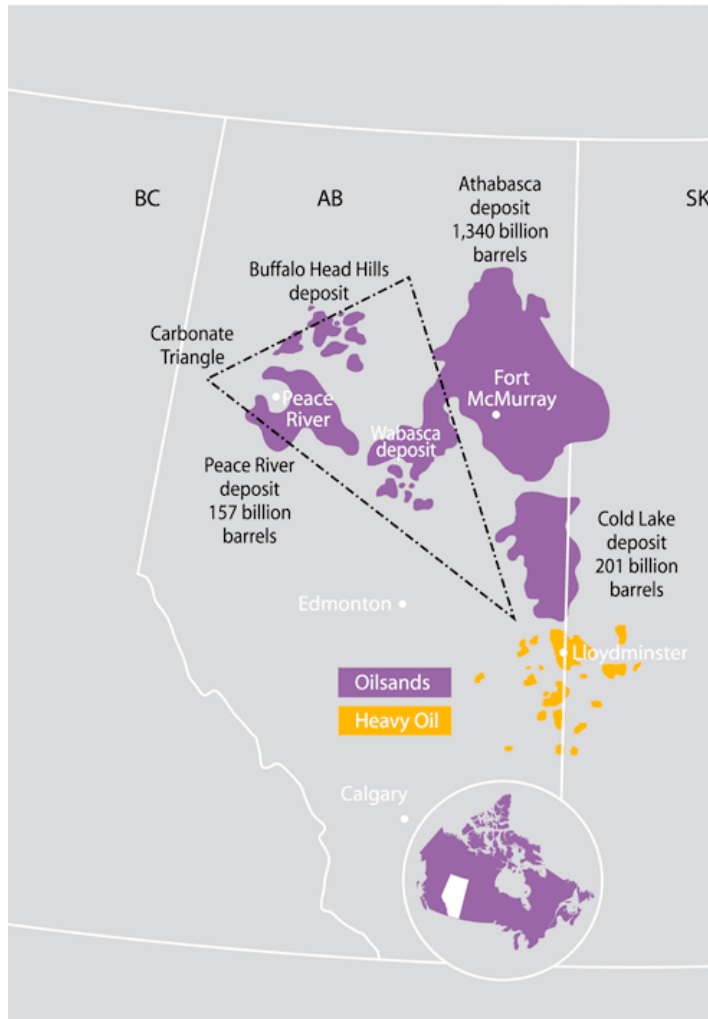 BC
AB
SK
Athabasca
deposit
1,340 billion
barrels
Buffalo Head Hills
deposit
Carbonate
Triangle
Fort
McMurray
Peace
River
Wabasca
deposit
Peace River
deposit
157 billion
barrels
Cold Lake
deposit
201 billion
barrels
Edmonton
Lloydminster
Oilsands
Heavy Oil
Calgary